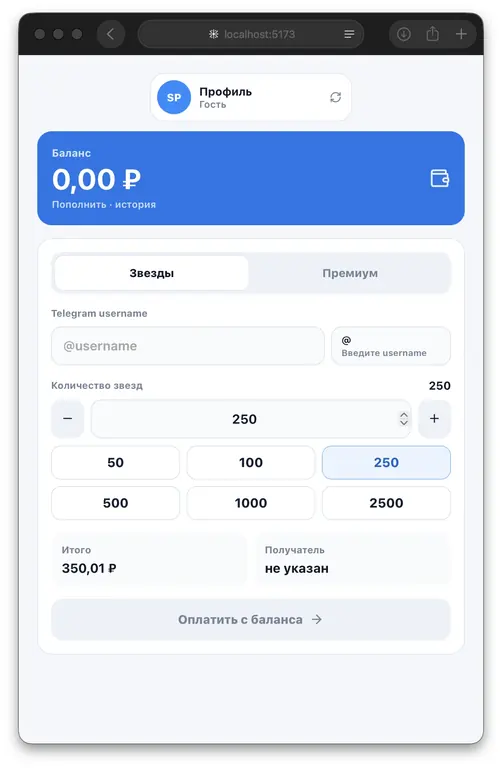 localhost:5173
SP
Профиль
Гость
Баланс
0,00 ₽
Пополнить · история
Звезды
Премиум
Telegram username
@username
@
Введите username
Количество звезд
250
−
250
+
50
100
250
500
1000
2500
Итого
350,01 ₽
Получатель
не указан
Оплатить с баланса →